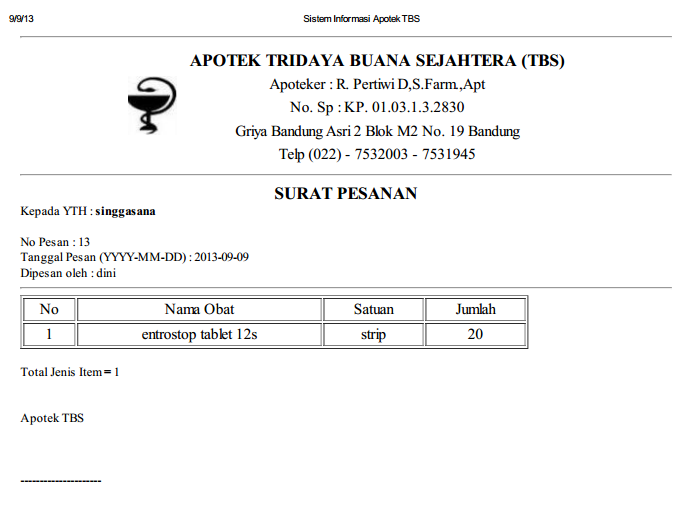 9/9/13 Sistem Informasi Apotek TBS
APOTEK TRIDAYA BUANA SEJAHTERA (TBS)
Apoteker : R. Pertiwi D,S.Farm.,Apt
No. Sp : KP. 01.03.1.3.2830
Griya Bandung Asri 2 Blok M2 No. 19 Bandung
Telp (022) - 7532003 - 7531945
SURAT PESANAN
Kepada YTH : singgasana
No Pesan : 13
Tanggal Pesan (YYYY-MM-DD) : 2013-09-09
Dipesan oleh : dini
No Nama Obat Satuan Jumlah
1 entrostop tablet 12s strip 20
Total Jenis Item = 1
Apotek TBS
---------------------